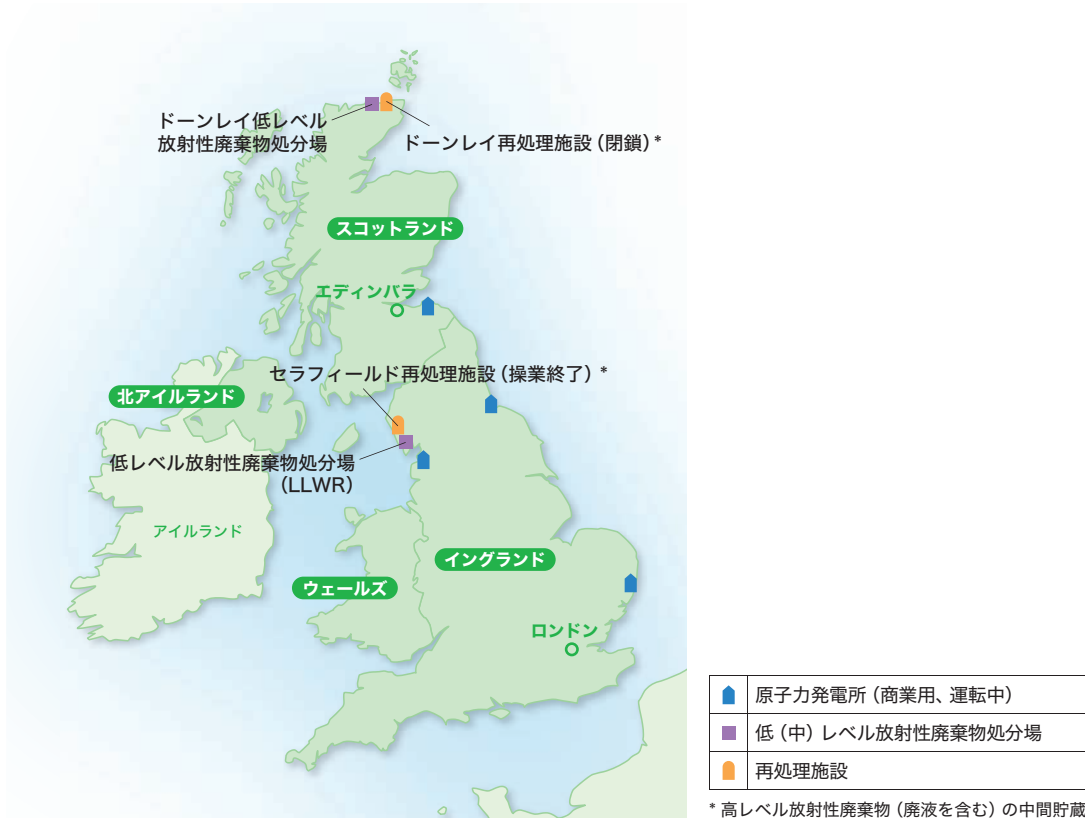 ドーンレイ低レベル
放射性廃棄物処分場
ドーンレイ再処理施設（閉鎖）*
スコットランド
エディンバラ
セラフィールド再処理施設（操業終了）*
北アイルランド
低レベル放射性廃棄物処分場
（LLWR）
アイルランド
イングランド
ウェールズ
ロンドン
原子力発電所（商業用、運転中）
低（中）レベル放射性廃棄物処分場
再処理施設
* 高レベル放射性廃棄物（廃液を含む）の中間貯蔵